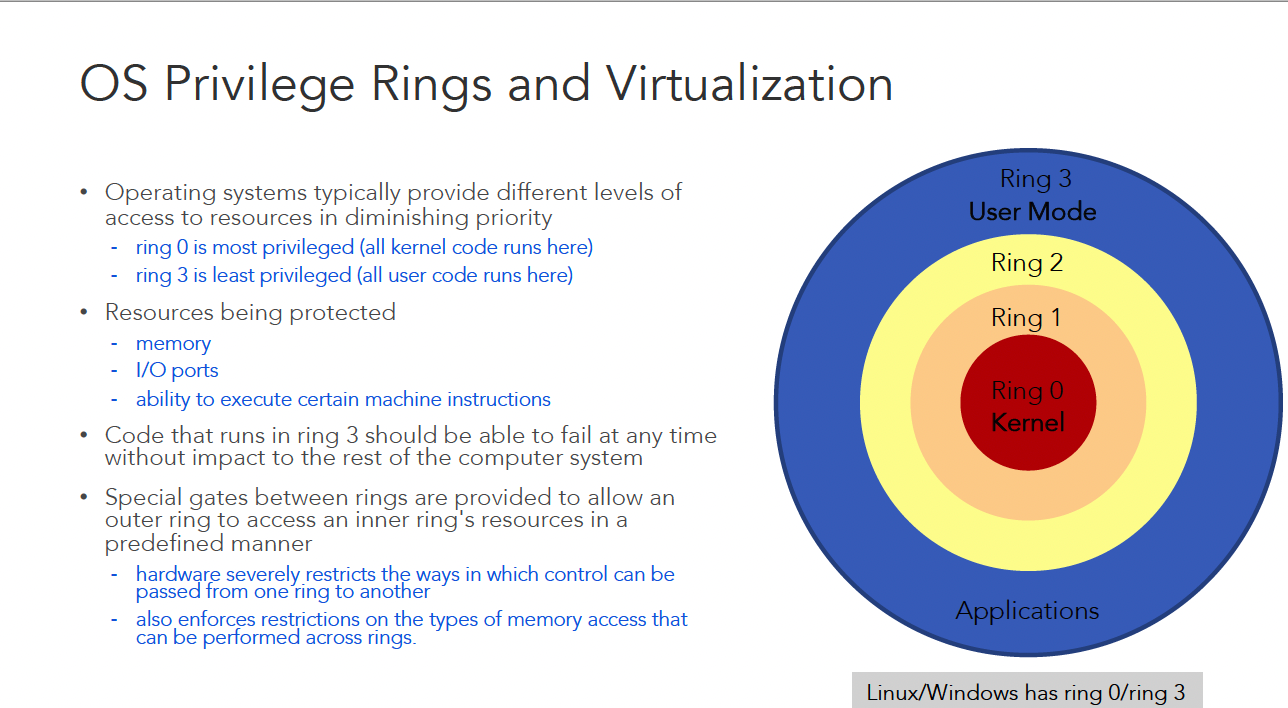 OS Privilege Rings and Virtualization
• Operating systems typically provide different levels of
access to resources in diminishing priority
- ring 0 is most privileged (all kernel code runs here)
- ring 3 is least privileged (all user code runs here)
• Resources being protected
- memory
- I/O ports
- ability to execute certain machine instructions
• Code that runs in ring 3 should be able to fail at any time
without impact to the rest of the computer system
• Special gates between rings are provided to allow an
outer ring to access an inner ring's resources in a
predefined manner
- hardware severely restricts the ways in which control can be
passed from one ring to another
- also enforces restrictions on the types of memory access that
can be performed across rings.
Ring 3
User Mode
Ring 2
Ring 1
Ring 0
Kernel
Applications
Linux/Windows has ring 0/ring 3